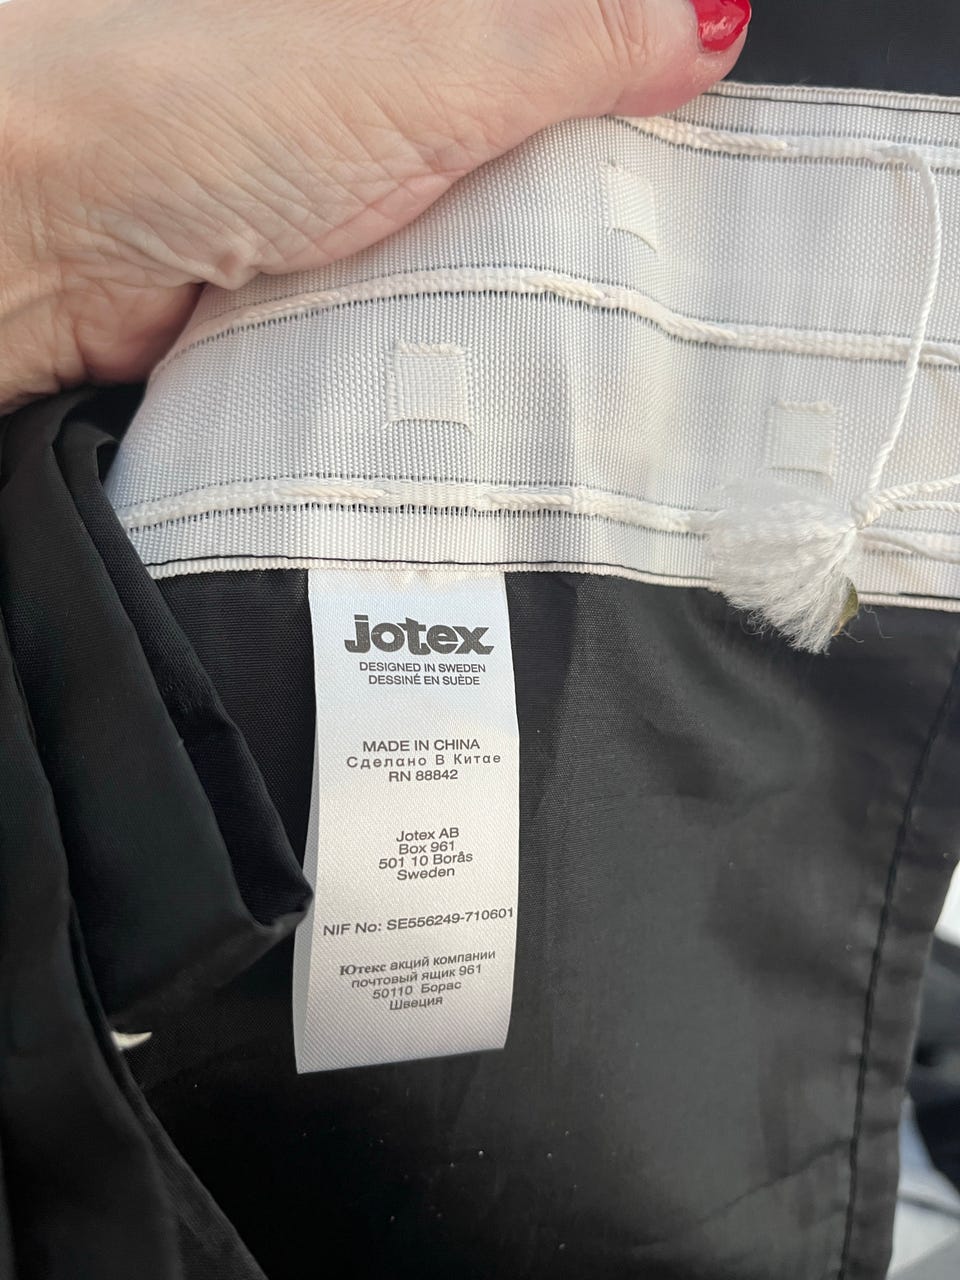 jotex
DESIGNED IN SWEDEN
DESSINÉ EN SUÈDE
MADE IN CHINA
Сделано В Китае
RN 88842
Jotex AB
Box 961
501 10 Borås
Sweden
NIF No: SE556249-710601
Ютекс акций компании
почтовый ящик 961
50110 Борас
Швеция